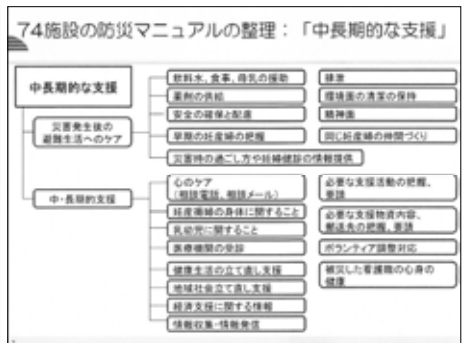 74施設の防災マニュアルの整理：「中長期的な支援」
中長期的な支援
災害発生後の
避難生活へのケア
飲料水、食事、母乳の援助
薬剤の供給
安全の確保と配慮
早期の妊産婦の把握
災害時の過ごし方や妊婦健診の情報提供
排泄
環境面の清潔の保持
精神面
同じ妊産婦の仲間づくり
中・長期的支援
心のケア
（相談電話、相談メール）
妊産褥婦の身体に関すること
乳幼児に関すること
医療機関の受診
健康生活の立て直し支援
地域社会立て直し支援
経済支援に関する情報
情報収集・情報発信
必要な支援活動の把握、
要請
必要な支援物資内容、
郵送先の把握、要請
ボランティア調整対応
被災した看護職の心身の
健康